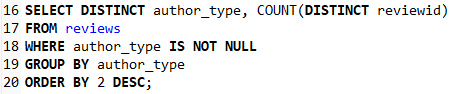 16 SELECT DISTINCT author_type, COUNT(DISTINCT reviewid)
17 FROM reviews
18 WHERE author_type IS NOT NULL
19 GROUP BY author_type
20 ORDER BY 2 DESC;